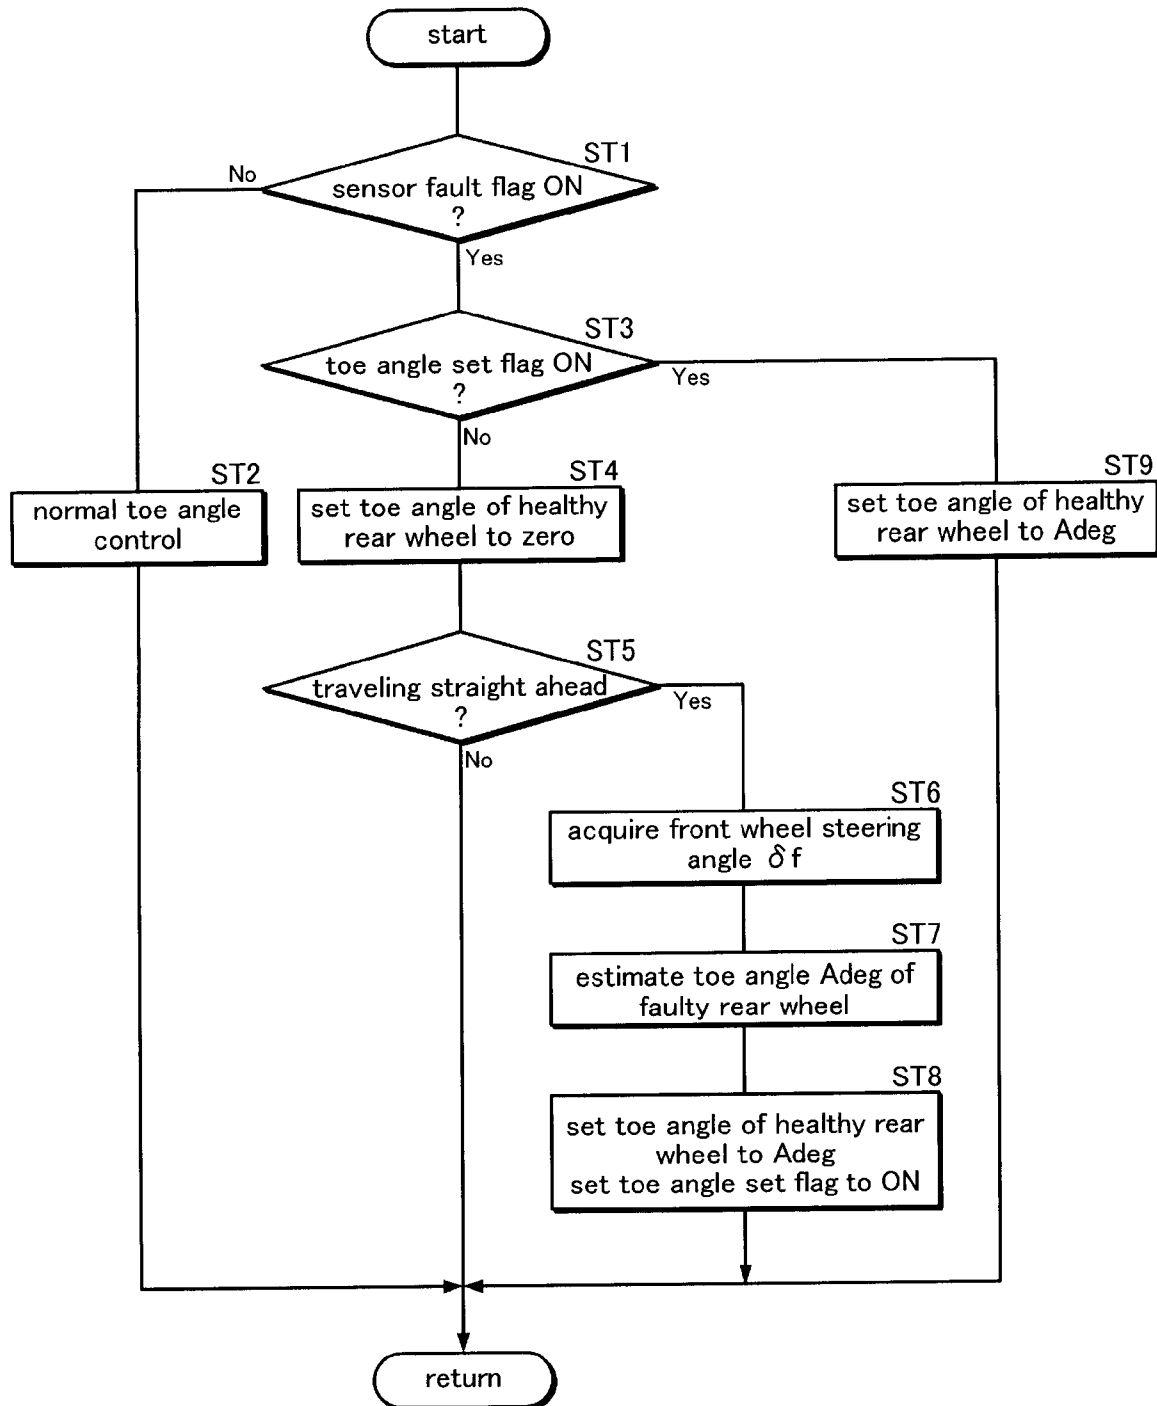 start
ST1
No
sensor fault flag ON
?
Yes
ST3
toe angle set flag ON
?
Yes
No
ST2
normal toe angle
control
ST4
set toe angle of healthy
rear wheel to zero
ST9
set toe angle of healthy
rear wheel to Adeg
ST5
traveling straight ahead
?
Yes
No
ST6
acquire front wheel steering
angle δf
ST7
estimate toe angle Adeg of
faulty rear wheel
ST8
set toe angle of healthy rear
wheel to Adeg
set toe angle set flag to ON
return